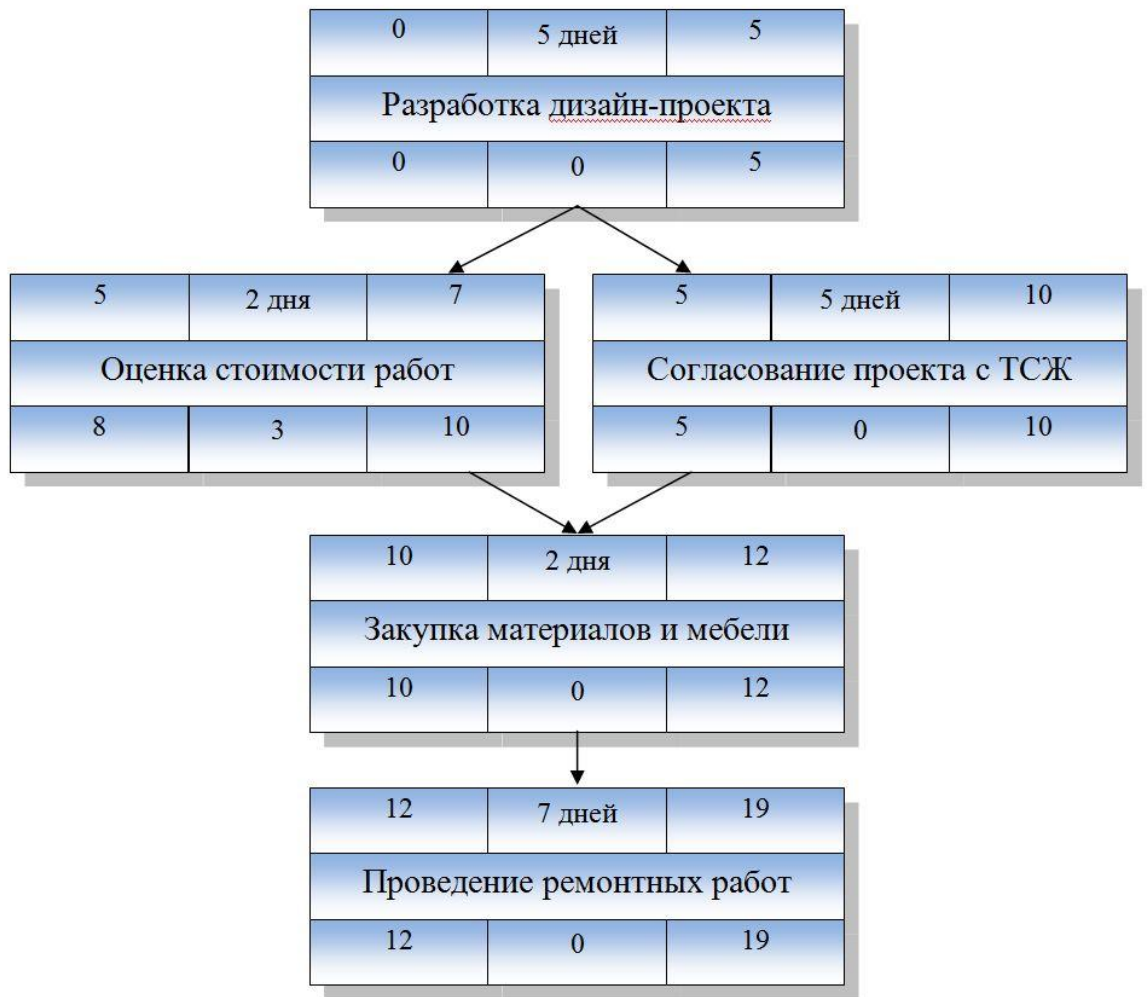 0 5 дней 5
Разработка дизайн-проекта
0 0 5
5 2 дня 7
Оценка стоимости работ
8 3 10
5 5 дней 10
Согласование проекта с ТСЖ
5 0 10
10 2 дня 12
Закупка материалов и мебели
10 0 12
12 7 дней 19
Проведение ремонтных работ
12 0 19